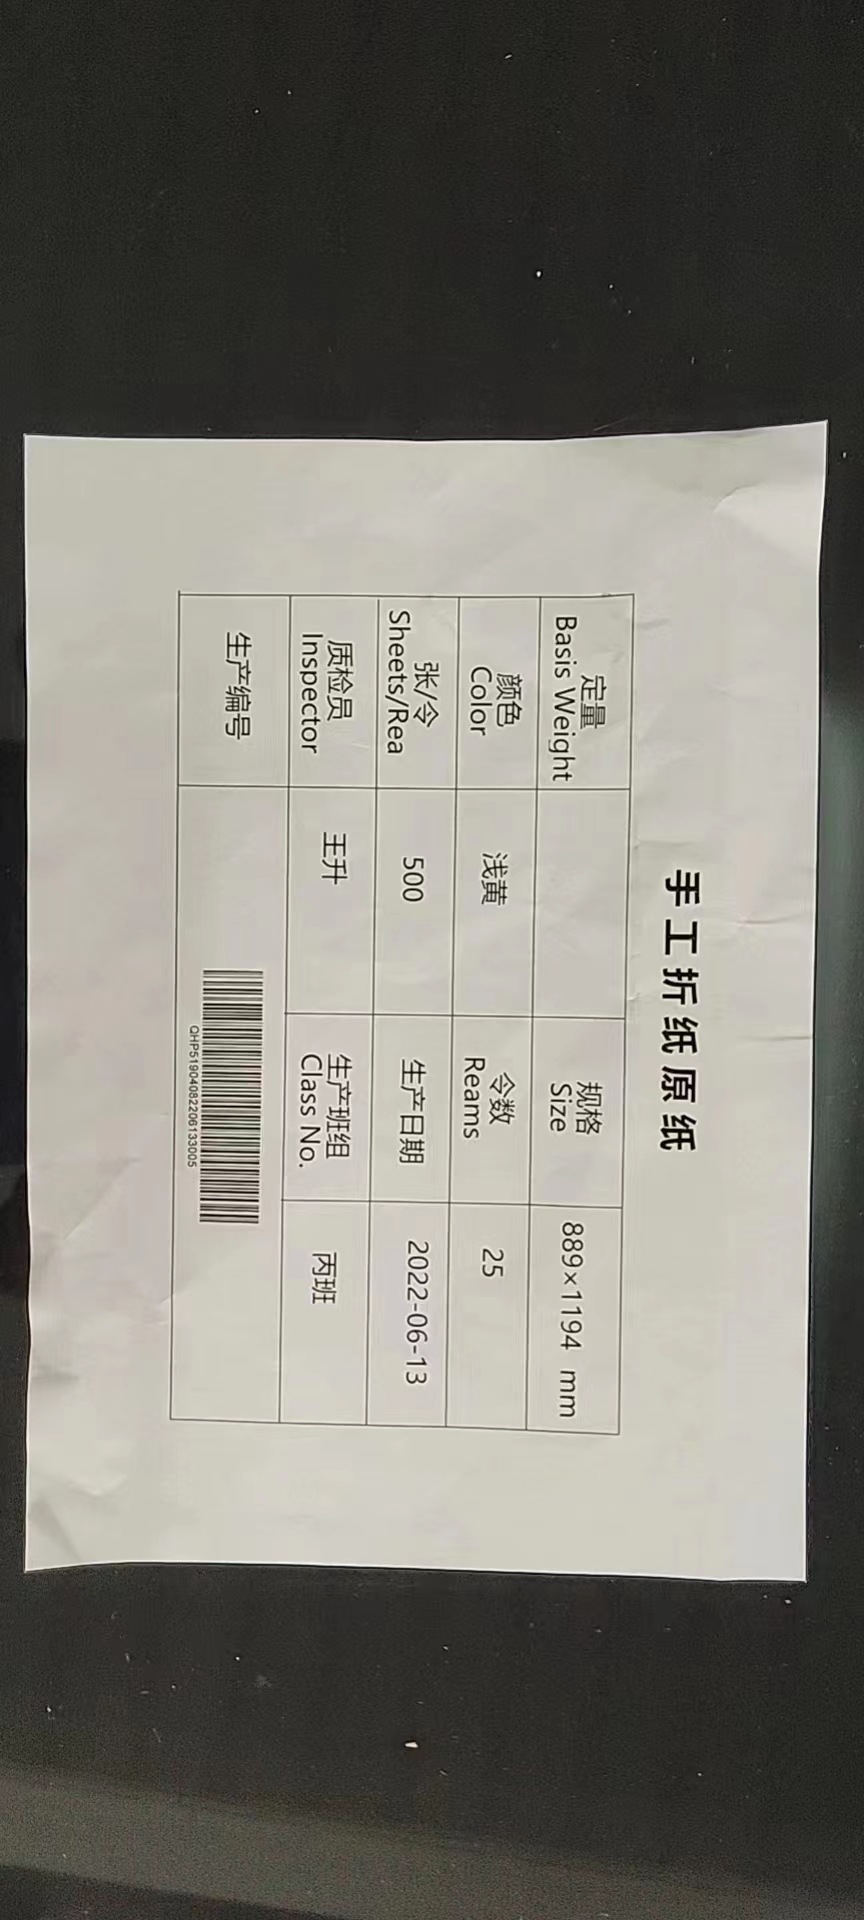 手工折纸原纸
定量
Basis Weight
规格
Size
889×1194 mm
颜色
Color
浅黄
令数
Reams
25
张/令
Sheets/Rea
500
生产日期
2022-06-13
质检员
Inspector
王升
生产班组
Class No.
丙班
生产编号
QHP51904082206133005